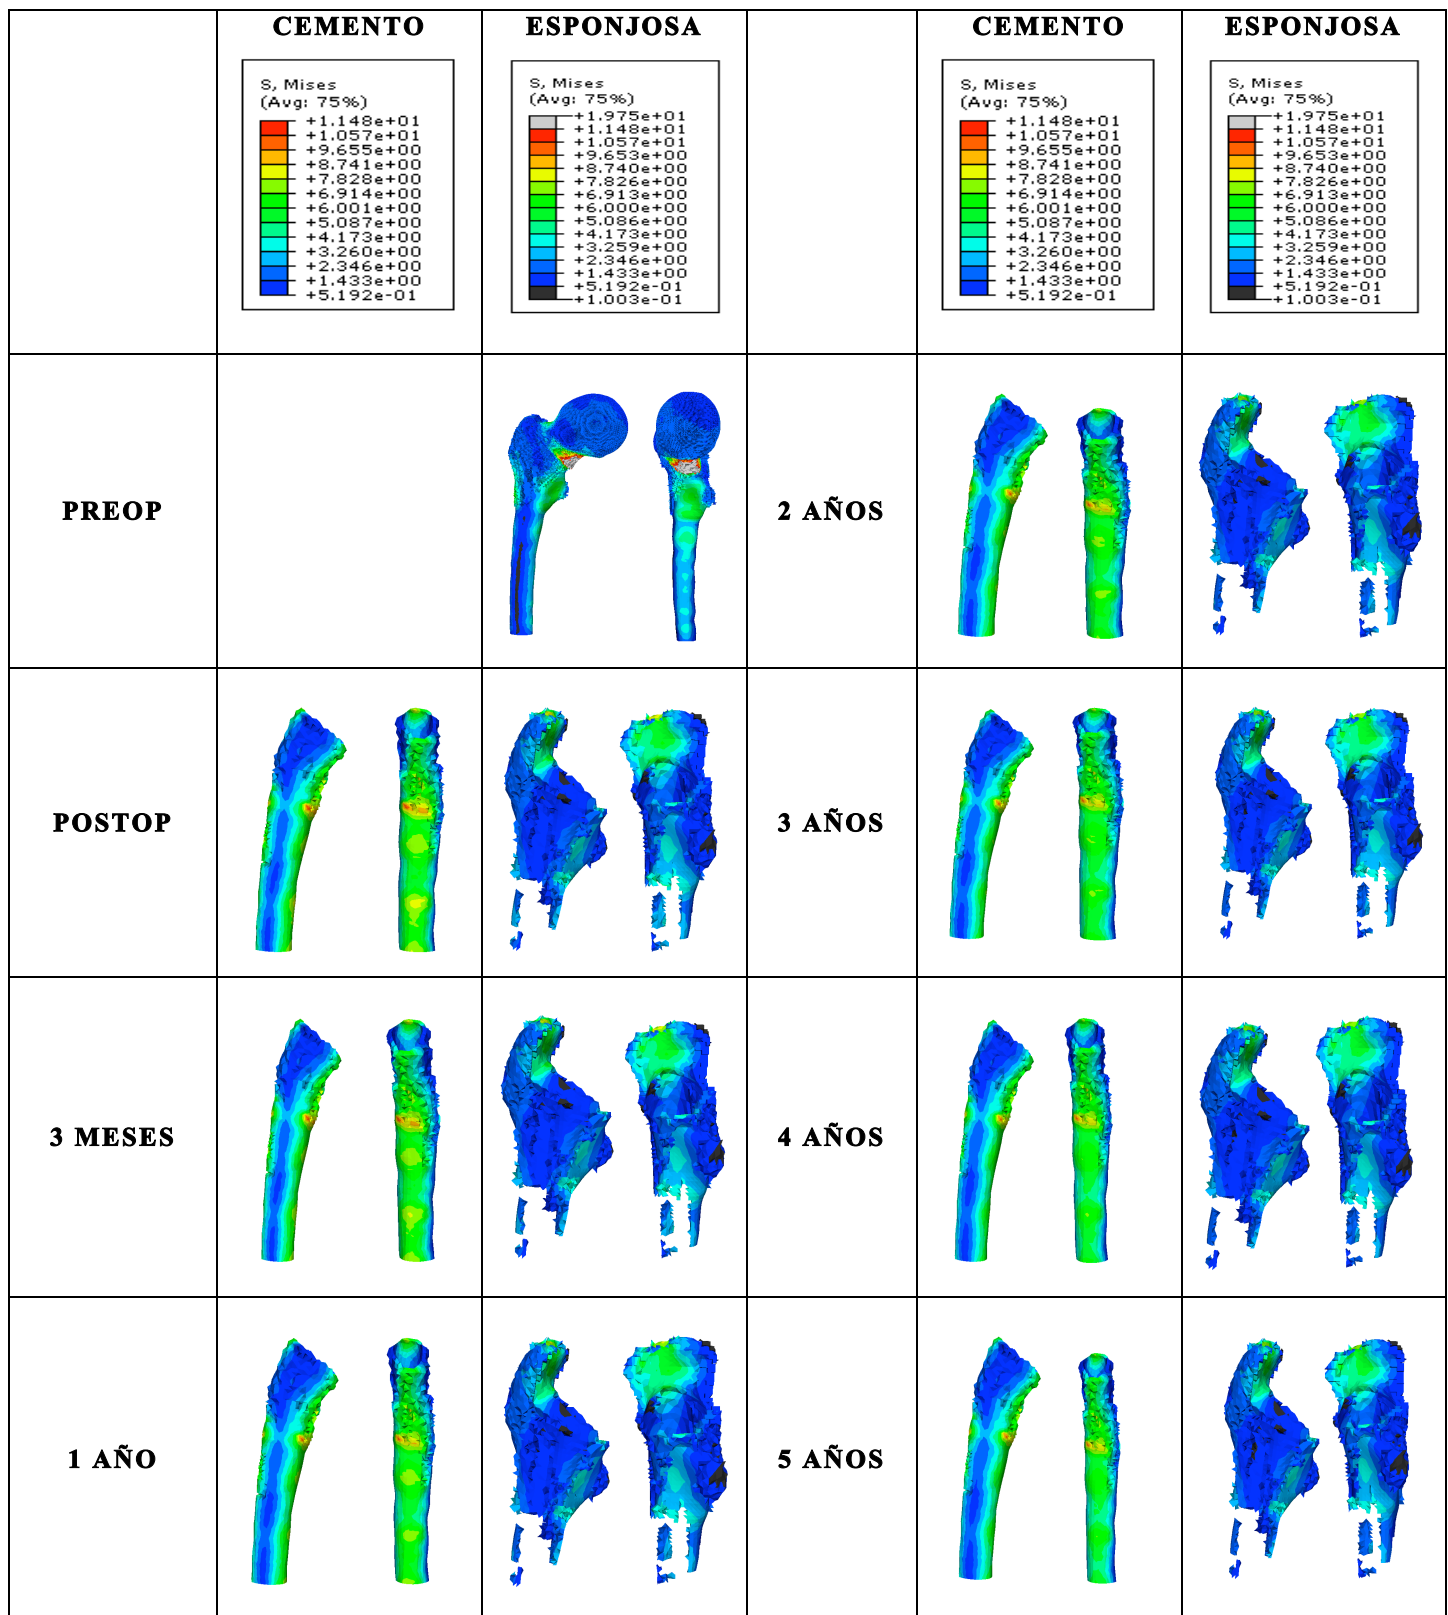 CEMENTO
ESPONJOSA
CEMENTO
ESPONJOSA
S, Mises
(Avg: 75%)
+1.148e+01
+1.057e+01
+9.655e+00
+8.741e+00
+7.828e+00
+6.914e+00
+6.001e+00
+5.087e+00
+4.173e+00
+3.260e+00
+2.346e+00
+1.433e+00
+5.192e-01
S, Mises
(Avg: 75%)
+1.975e+01
+1.148e+01
+1.057e+01
+9.653e+00
+8.740e+00
+7.826e+00
+6.913e+00
+6.000e+00
+5.086e+00
+4.173e+00
+3.259e+00
+2.346e+00
+1.433e+00
+5.192e-01
+1.003e-01
S, Mises
(Avg: 75%)
+1.148e+01
+1.057e+01
+9.655e+00
+8.741e+00
+7.828e+00
+6.914e+00
+6.001e+00
+5.087e+00
+4.173e+00
+3.260e+00
+2.346e+00
+1.433e+00
+5.192e-01
S, Mises
(Avg: 75%)
+1.975e+01
+1.148e+01
+1.057e+01
+9.653e+00
+8.740e+00
+7.826e+00
+6.913e+00
+6.000e+00
+5.086e+00
+4.173e+00
+3.259e+00
+2.346e+00
+1.433e+00
+5.192e-01
+1.003e-01
PREOP
2 AÑOS
POSTOP
3 AÑOS
3 MESES
4 AÑOS
1 AÑO
5 AÑOS